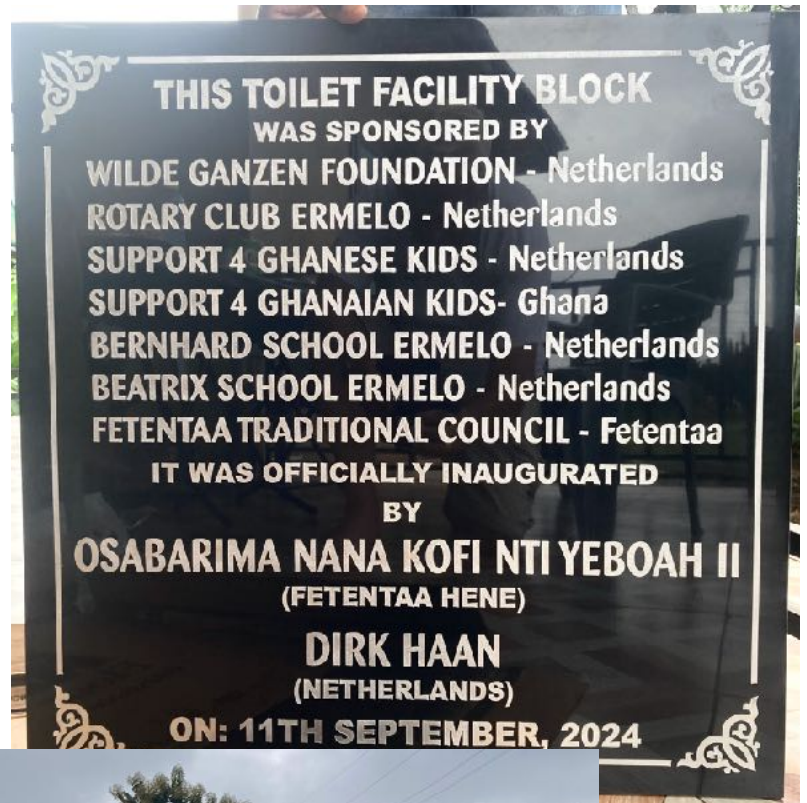 THIS TOILET FACILITY BLOCK
WAS SPONSORED BY
WILDE GANZEN FOUNDATION - Netherlands
ROTARY CLUB ERMELO - Netherlands
SUPPORT 4 GHANESE KIDS - Netherlands
SUPPORT 4 GHANAIAN KIDS- Ghana
BERNHARD SCHOOL ERMELO - Netherlands
BEATRIX SCHOOL ERMELO - Netherlands
FETENTAA TRADITIONAL COUNCIL - Fetentaa
IT WAS OFFICIALLY INAUGURATED
BY
OSABARIMA NANA KOFI NTI YEBOAH II
(FETENTAA HENE)
DIRK HAAN
(NETHERLANDS)
ON: 11TH SEPTEMBER, 2024